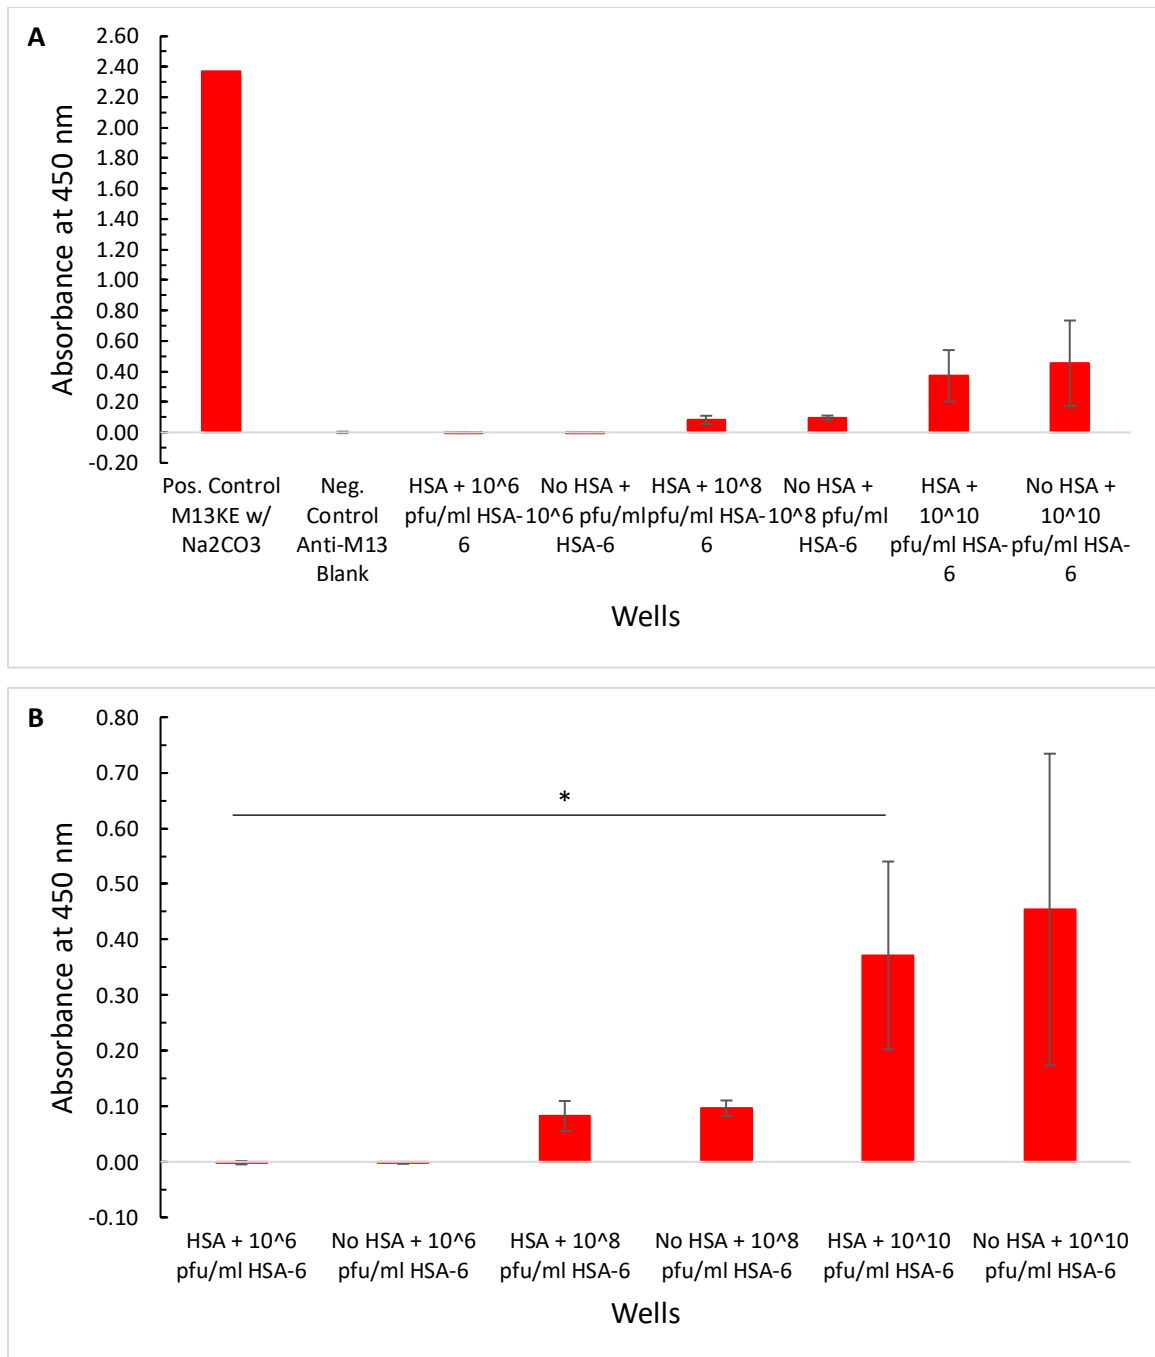 A
2.60
2.40
2.20
2.00
1.80
1.60
1.40
1.20
1.00
0.80
0.60
0.40
0.20
0.00
-0.20
Absorbance at 450 nm
Pos. Control
M13KE w/
Na2CO3
Neg.
Control
Anti-M13
Blank
HSA + 10^6
pfu/ml HSA-
6
No HSA +
10^6 pfu/ml
HSA-6
HSA + 10^8
pfu/ml HSA-
6
No HSA +
10^8 pfu/ml
HSA-6
HSA +
10^10
pfu/ml HSA-
6
No HSA +
10^10
pfu/ml HSA-
6
Wells
B
0.80
0.70
0.60
0.50
0.40
0.30
0.20
0.10
0.00
-0.10
Absorbance at 450 nm
*
HSA + 10^6
pfu/ml HSA-6
No HSA + 10^6
pfu/ml HSA-6
HSA + 10^8
pfu/ml HSA-6
No HSA + 10^8
pfu/ml HSA-6
HSA + 10^10
pfu/ml HSA-6
No HSA + 10^10
pfu/ml HSA-6
Wells